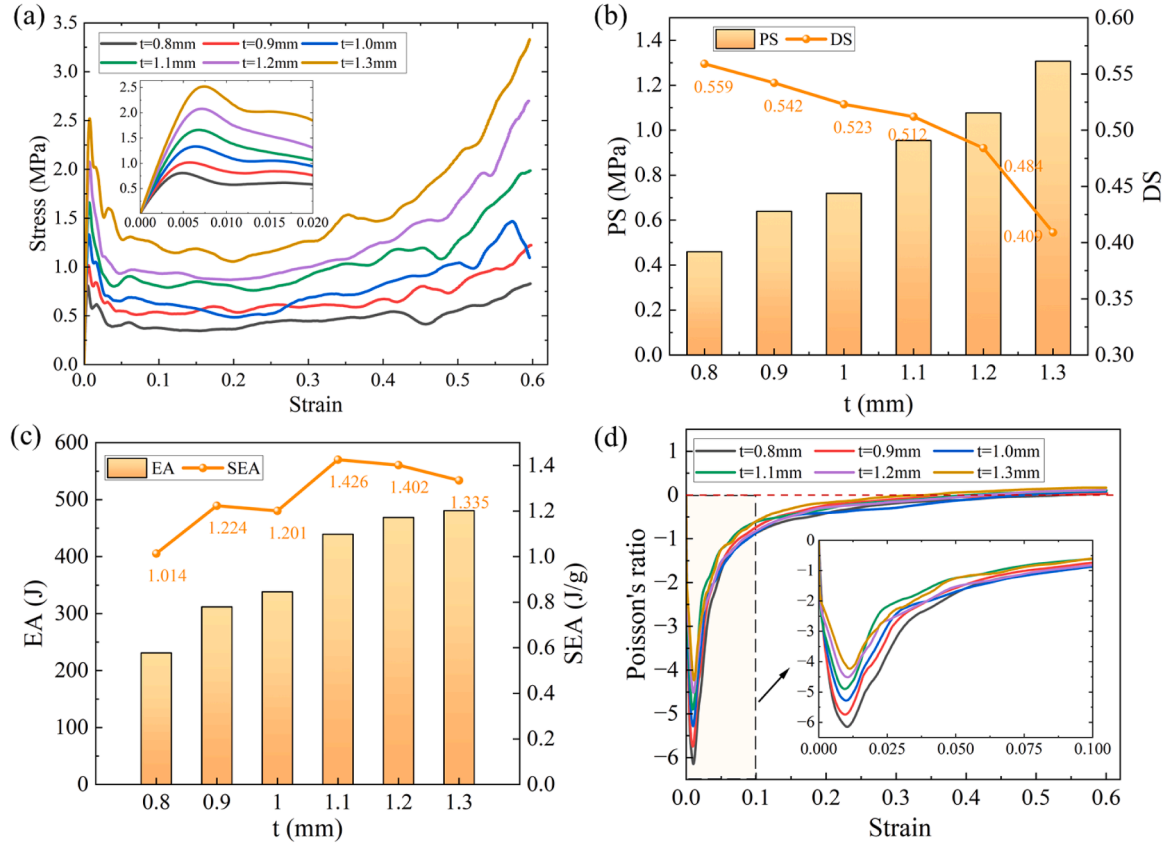 (a)
3.5
3.0
2.5
2.0
1.5
1.0
0.5
0.0
Stress (MPa)
t=0.8mm t=0.9mm t=1.0mm
t=1.1mm t=1.2mm t=1.3mm
2.5
2.0
1.5
1.0
0.5
0.000 0.005 0.010 0.015 0.020
0.0 0.1 0.2 0.3 0.4 0.5 0.6
Strain
(b)
1.4
1.2
1.0
0.8
0.6
0.4
0.2
0.0
PS (MPa)
PS DS
0.559
0.542
0.523
0.512
0.484
0.409
0.60
0.55
0.50
0.45
0.40
0.35
0.30
DS
0.8 0.9 1 1.1 1.2 1.3
t (mm)
(c)
600
550
500
450
400
350
300
250
200
150
100
50
0
EA (J)
EA SEA
1.014
1.224
1.201
1.426
1.402
1.335
1.4
1.2
1.0
0.8
0.6
0.4
0.2
0.0
SEA (J/g)
0.8 0.9 1 1.1 1.2 1.3
t (mm)
(d)
1
0
−1
−2
−3
−4
−5
−6
Poisson's ratio
t=0.8mm t=0.9mm t=1.0mm
t=1.1mm t=1.2mm t=1.3mm
0
−1
−2
−3
−4
−5
−6
0.000 0.025 0.050 0.075 0.100
0.0 0.1 0.2 0.3 0.4 0.5 0.6
Strain